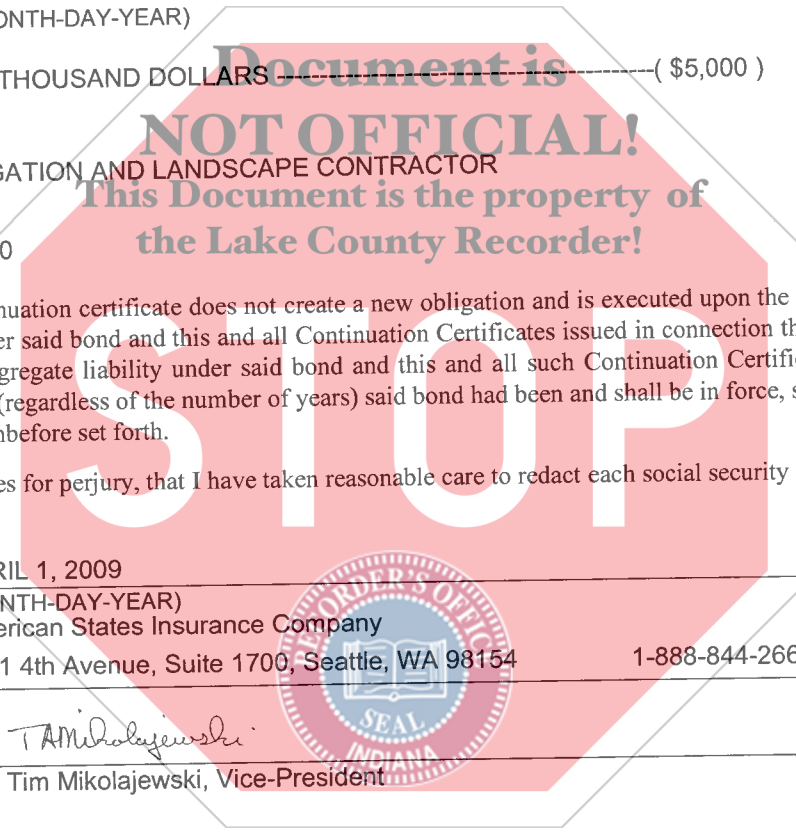 ONTH-DAY-YEAR)
THOUSAND DOLLARS ------------------------------------------( $5,000 )
Document is
NOT OFFICIAL!
GATION AND LANDSCAPE CONTRACTOR
This Document is the property of
the Lake County Recorder!
0
nuation certificate does not create a new obligation and is executed upon the
er said bond and this and all Continuation Certificates issued in connection th
gregate liability under said bond and this and all such Continuation Certific
(regardless of the number of years) said bond had been and shall be in force, s
nbefore set forth.
STOP
es for perjury, that I have taken reasonable care to redact each social security
RIL 1, 2009
NTH-DAY-YEAR)
erican States Insurance Company
1 4th Avenue, Suite 1700, Seattle, WA 98154 1-888-844-266
RECORDER'S OFFICE
SEAL
INDIANA
TAMikolajewski
Tim Mikolajewski, Vice-President